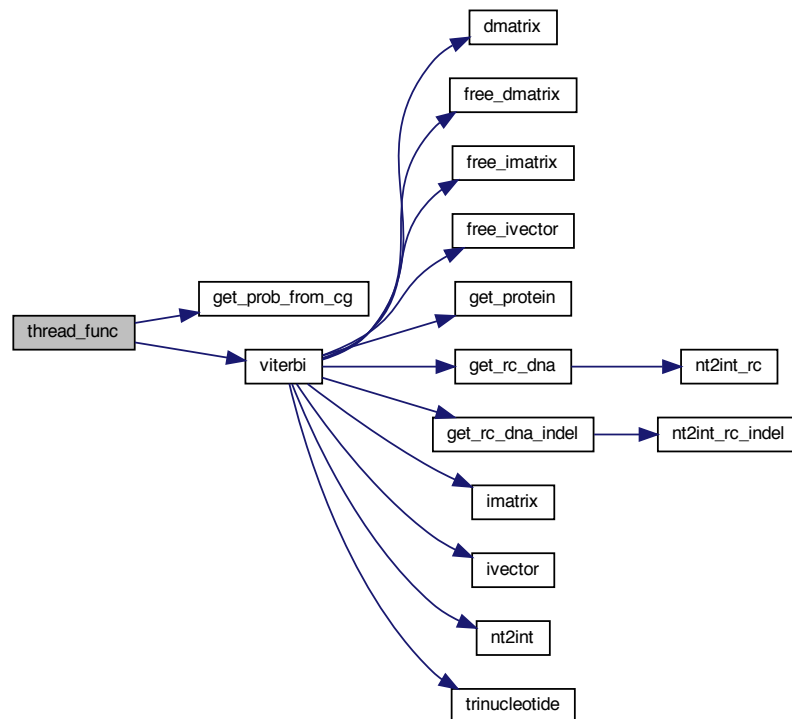 dmatrix
free_dmatrix
free_imatrix
free_ivector
get_prob_from_cg
get_protein
thread_func
viterbi
get_rc_dna
nt2int_rc
get_rc_dna_indel
nt2int_rc_indel
imatrix
ivector
nt2int
trinucleotide